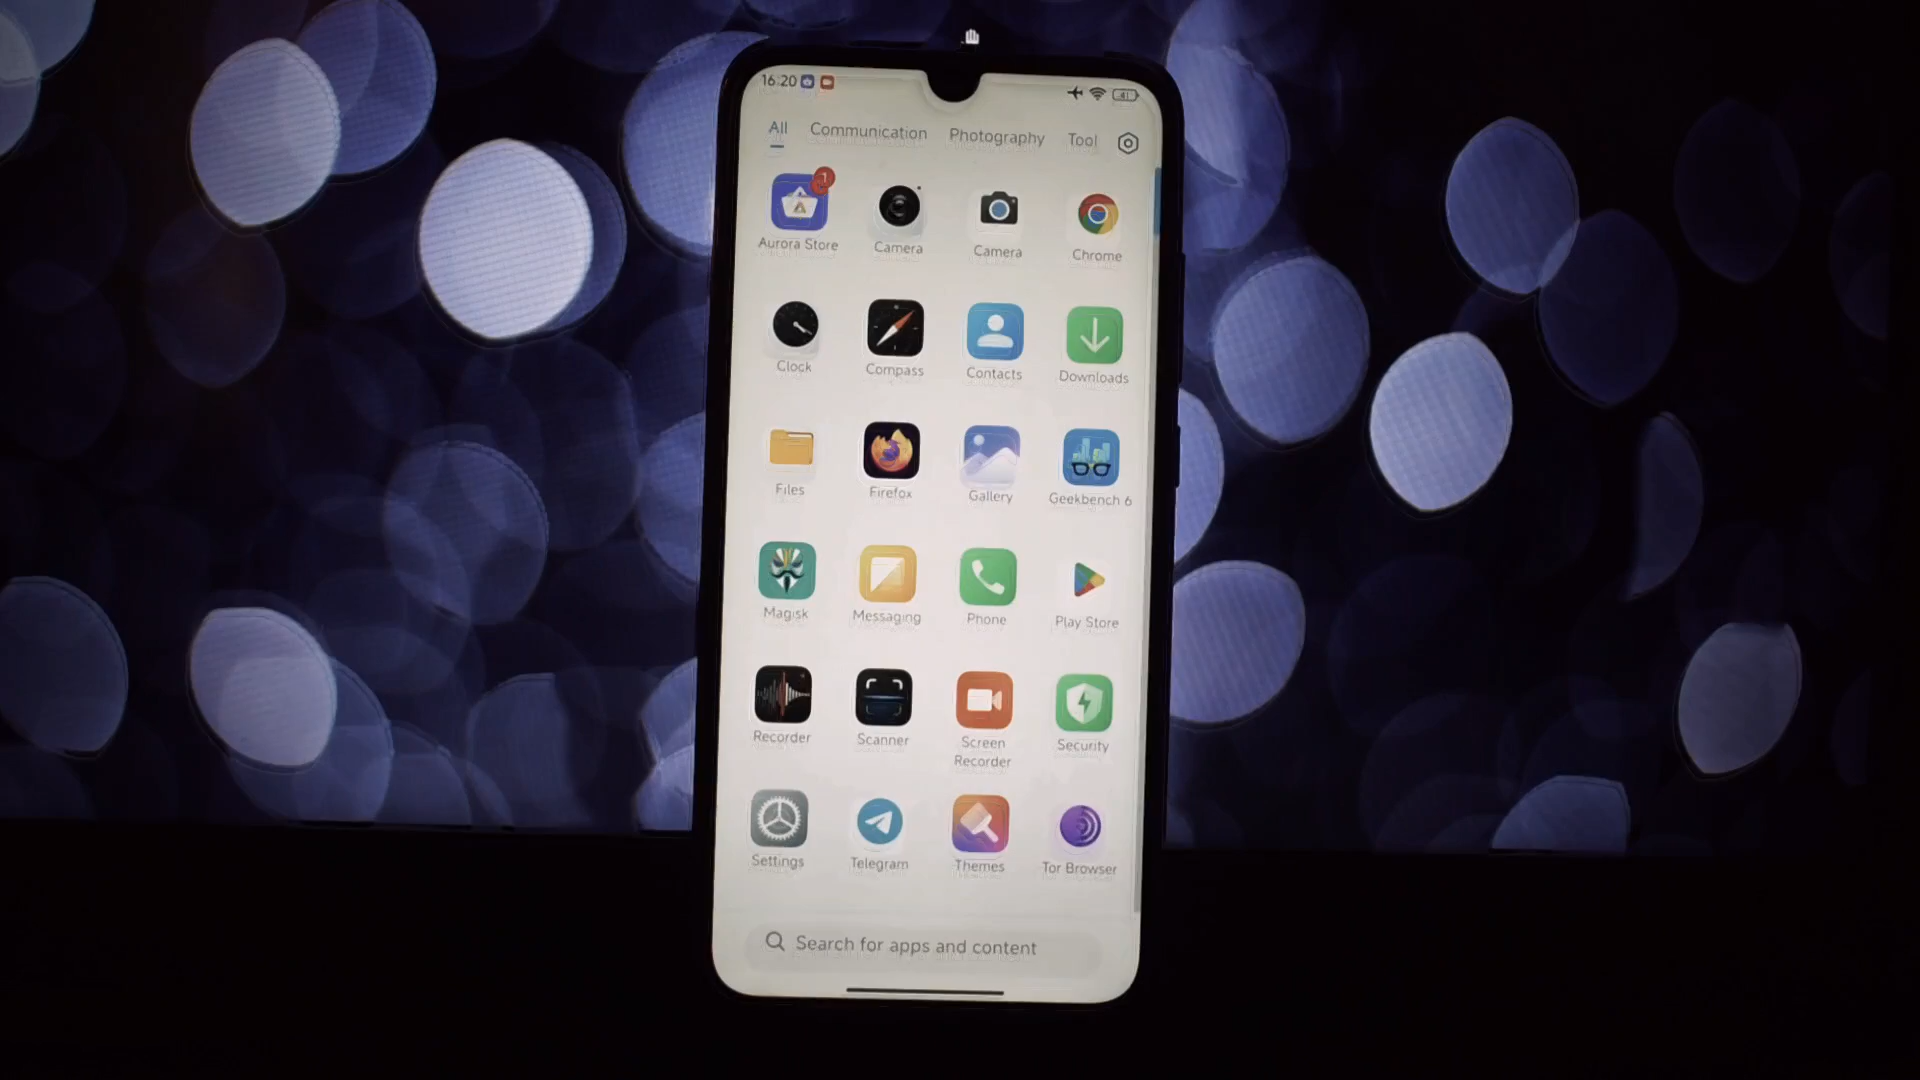 16:20
All Communication Photography Tool
1
Aurora Store Camera Camera Chrome
Clock Compass Contacts Downloads
Files Firefox Gallery Geekbench 6
Magisk Messaging Phone Play Store
Recorder Scanner Screen Recorder Security
Settings Telegram Themes Tor Browser
Search for apps and content